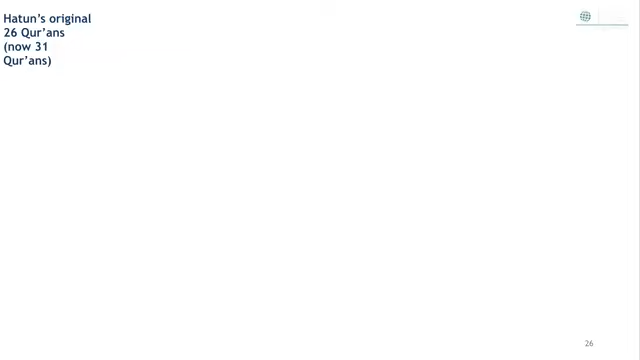 Hatun’s original
26 Qur’ans
(now 31
Qur’ans)
26